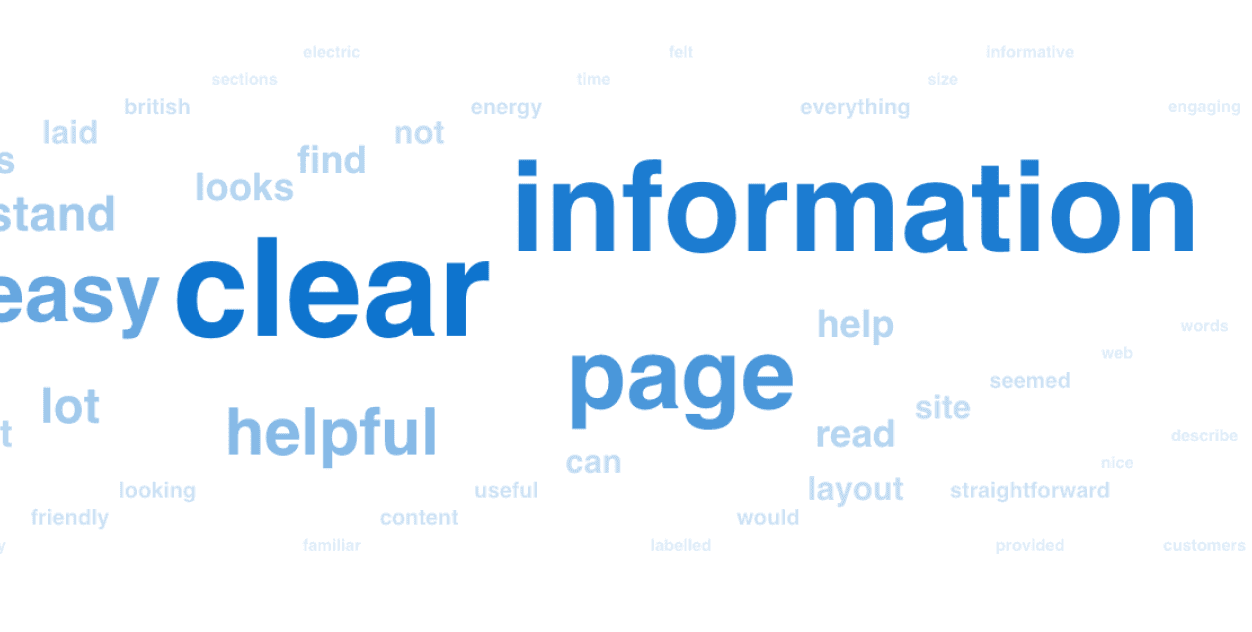 electric felt informative
sections time size
british energy everything engaging
laid not
s find
looks information
stand
easy clear
help words
web
page seemed
lot site
t helpful read describe
can nice
looking useful layout straightforward
friendly content would
y familiar labelled provided customers